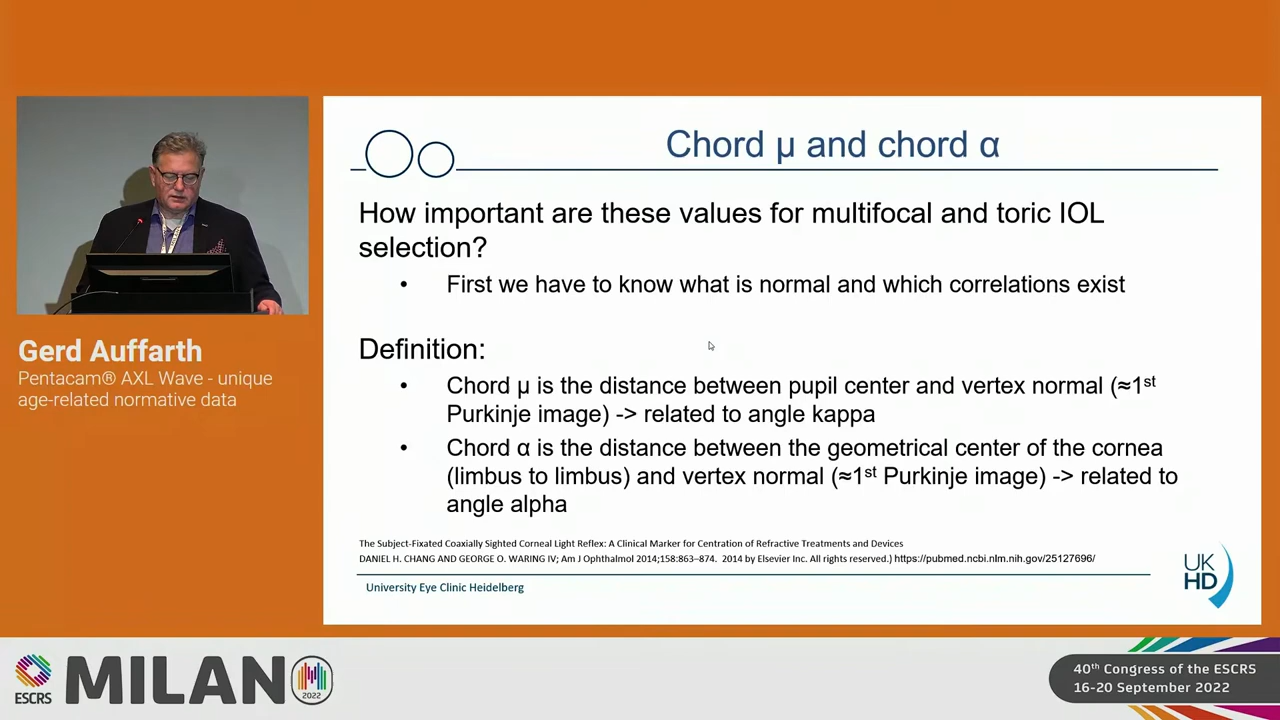 Chord μ and chord α
How important are these values for multifocal and toric IOL
selection?
• First we have to know what is normal and which correlations exist
Definition:
• Chord μ is the distance between pupil center and vertex normal (≈1st
Purkinje image) -> related to angle kappa
• Chord α is the distance between the geometrical center of the cornea
(limbus to limbus) and vertex normal (≈1st Purkinje image) -> related to
angle alpha
The Subject-Fixated Coaxially Sighted Corneal Light Reflex: A Clinical Marker for Centration of Refractive Treatments and Devices
DANIEL H. CHANG AND GEORGE O. WARING IV; Am J Ophthalmol 2014;158:863–874. 2014 by Elsevier Inc. All rights reserved.) https://pubmed.ncbi.nlm.nih.gov/25127696/
University Eye Clinic Heidelberg
UK
HD
Gerd Auffarth
Pentacam® AXL Wave - unique
age-related normative data
ESCRS
MILANO
2022
40th Congress of the ESCRS
16-20 September 2022